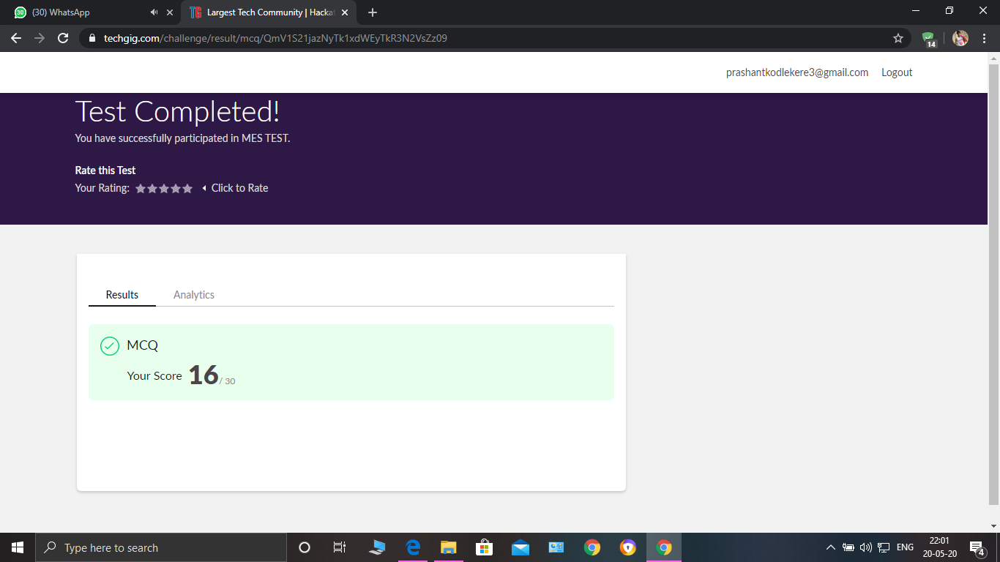 (30) WhatsApp
Largest Tech Community | Hacka
techgig.com/challenge/result/mcq/QmV1S21jazNyTk1xdWEyTkR3N2VsZz09
14
prashantkodlekere3@gmail.com Logout
Test Completed!
You have successfully participated in MES TEST.
Rate this Test
Your Rating: Click to Rate
Results Analytics
MCQ
Your Score 16 / 30
Type here to search
ENG
22:01
20-05-20
4